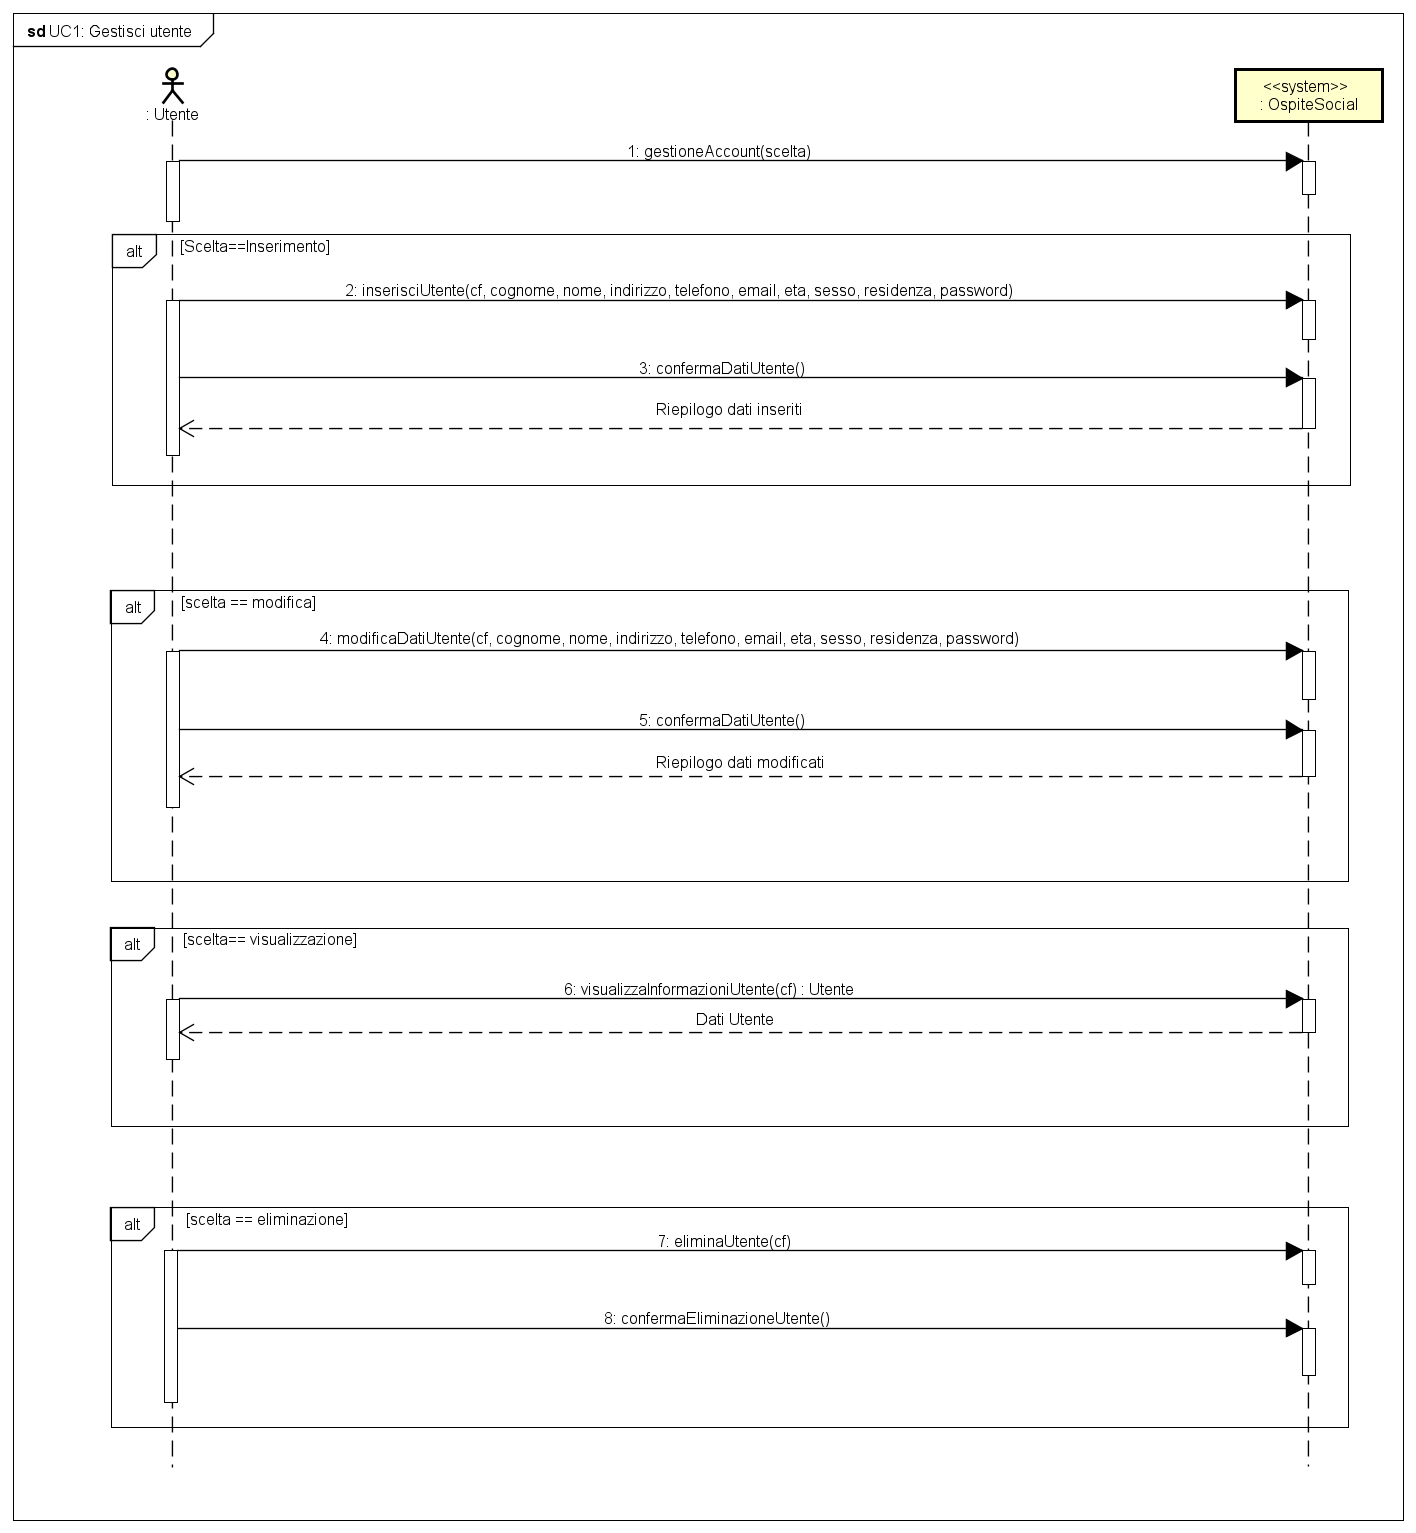 sd UC1: Gestisci utente
: Utente
<<system>>
: OspiteSocial
1: gestioneAccount(scelta)
alt
[Scelta==Inserimento]
2: inserisciUtente(cf, cognome, nome, indirizzo, telefono, email, eta, sesso, residenza, password)
3: confermaDatiUtente()
Riepilogo dati inseriti
alt
[scelta == modifica]
4: modificaDatiUtente(cf, cognome, nome, indirizzo, telefono, email, eta, sesso, residenza, password)
5: confermaDatiUtente()
Riepilogo dati modificati
alt
[scelta== visualizzazione]
6: visualizzaInformazioniUtente(cf) : Utente
Dati Utente
alt
[scelta == eliminazione]
7: eliminaUtente(cf)
8: confermaEliminazioneUtente()